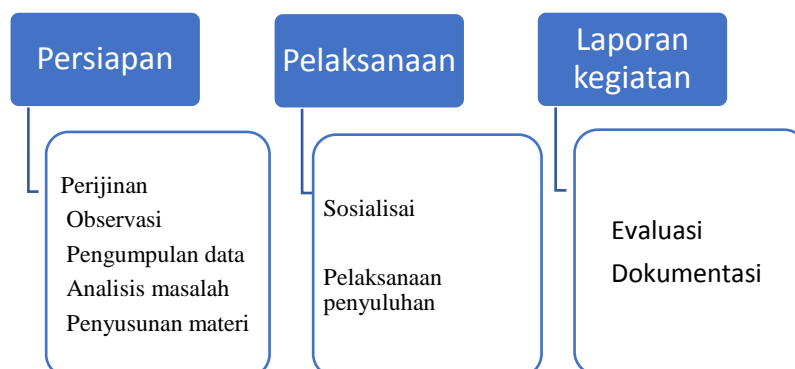 Persiapan
Perijinan
Observasi
Pengumpulan data
Analisis masalah
Penyusunan materi
Pelaksanaan
Sosialisai
Pelaksanaan
penyuluhan
Laporan
kegiatan
Evaluasi
Dokumentasi